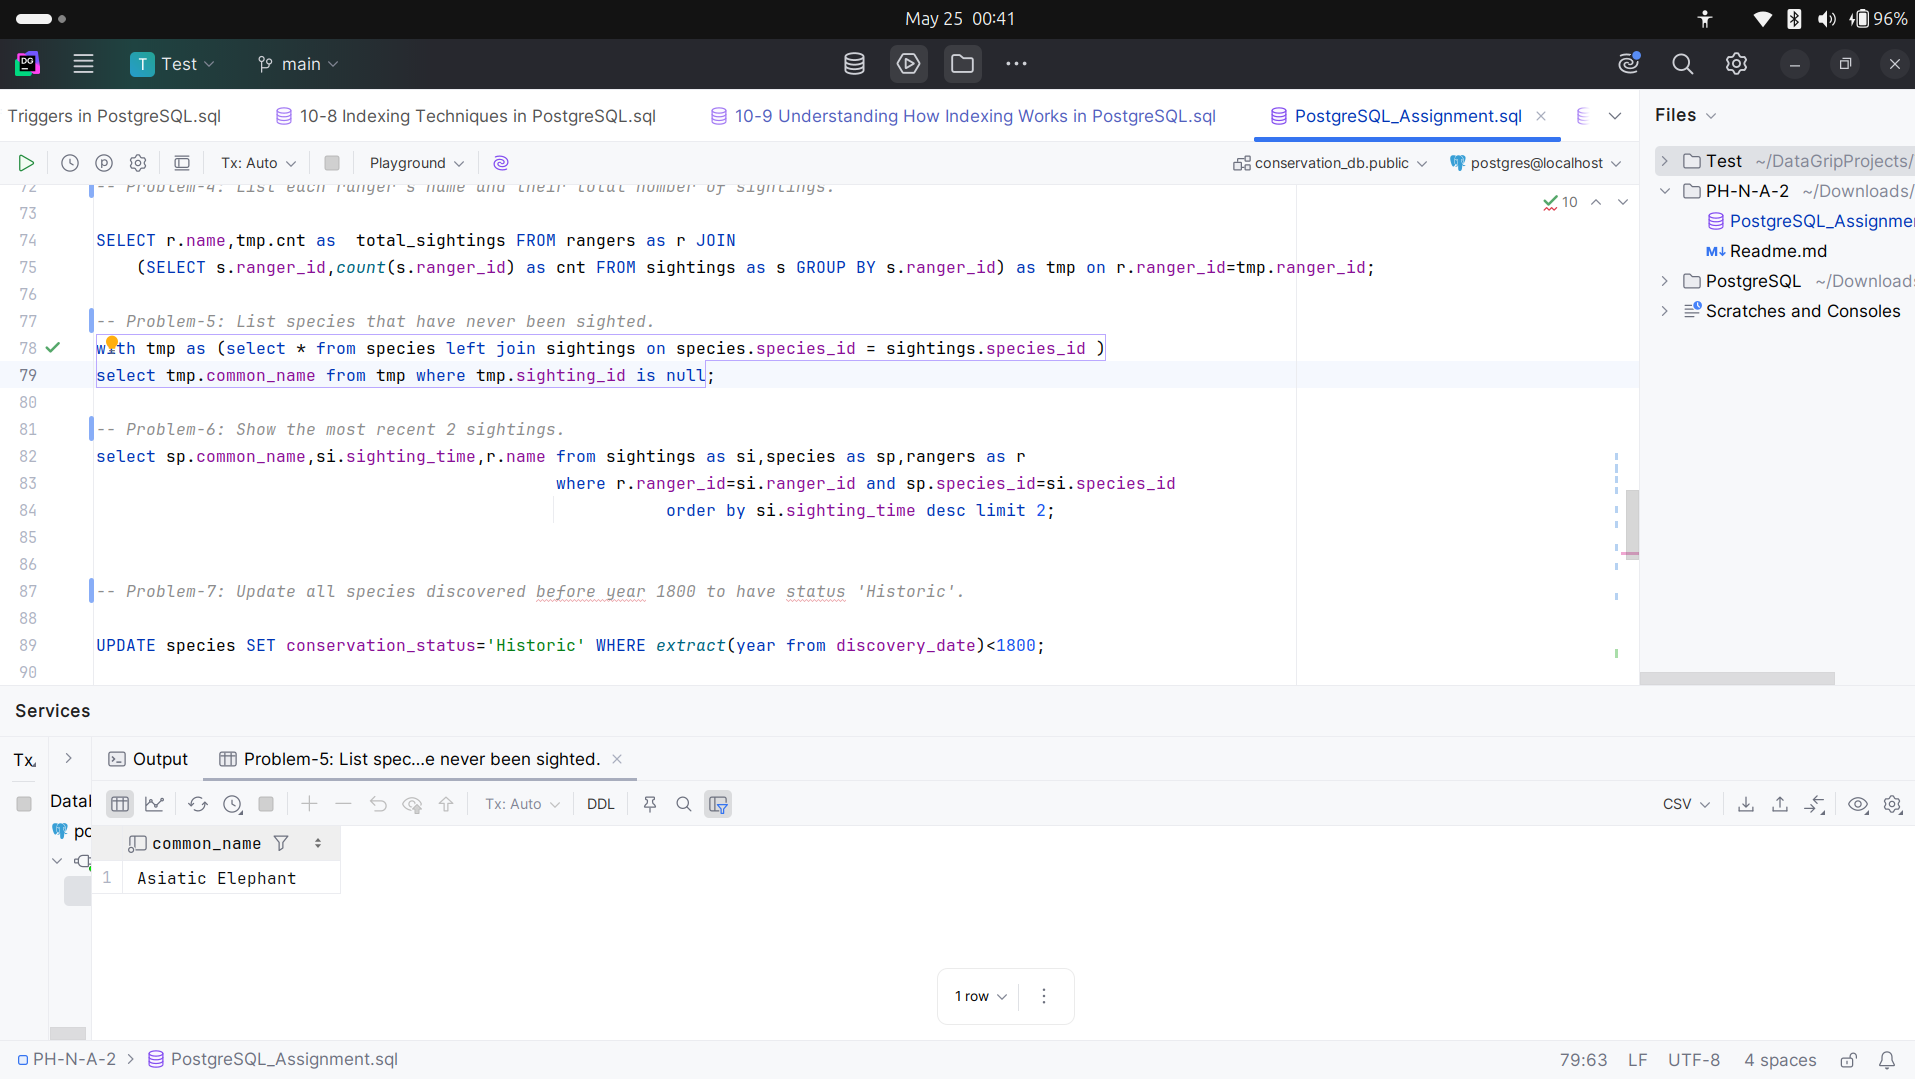 May 25 00:41
96%
DG
T Test
main
Triggers in PostgreSQL.sql
10-8 Indexing Techniques in PostgreSQL.sql
10-9 Understanding How Indexing Works in PostgreSQL.sql
PostgreSQL_Assignment.sql
Files
Tx: Auto
Playground
conservation_db.public
postgres@localhost
Test ~/DataGripProjects/
PH-N-A-2 ~/Downloads/
PostgreSQL_Assignme
M↓ Readme.md
PostgreSQL ~/Download
Scratches and Consoles
10
72 -- Problem-4: List each ranger's name and their total number of sightings.
73
74 SELECT r.name,tmp.cnt as  total_sightings FROM rangers as r JOIN
75 (SELECT s.ranger_id,count(s.ranger_id) as cnt FROM sightings as s GROUP BY s.ranger_id) as tmp on r.ranger_id=tmp.ranger_id;
76
77 -- Problem-5: List species that have never been sighted.
78 with tmp as (select * from species left join sightings on species.species_id = sightings.species_id )
79 select tmp.common_name from tmp where tmp.sighting_id is null;
80
81 -- Problem-6: Show the most recent 2 sightings.
82 select sp.common_name,si.sighting_time,r.name from sightings as si,species as sp,rangers as r
83 where r.ranger_id=si.ranger_id and sp.species_id=si.species_id
84 order by si.sighting_time desc limit 2;
85
86
87 -- Problem-7: Update all species discovered before year 1800 to have status 'Historic'.
88
89 UPDATE species SET conservation_status='Historic' WHERE extract(year from discovery_date)<1800;
90
Services
Tx
Output
Problem-5: List spec...e never been sighted.
Datal
po
Tx: Auto
DDL
CSV
common_name
1 Asiatic Elephant
1 row
PH-N-A-2 > PostgreSQL_Assignment.sql
79:63 LF UTF-8 4 spaces